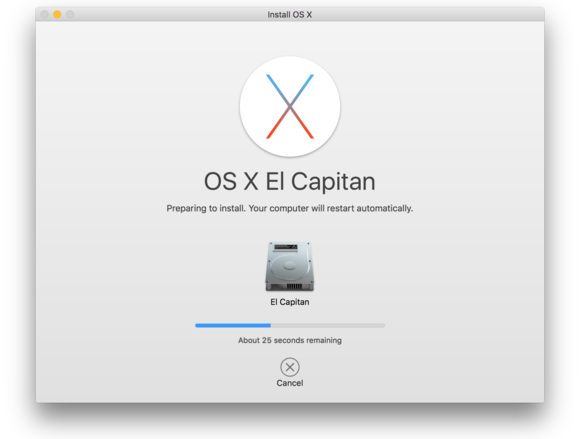 Install OS X
OS X El Capitan
Preparing to install. Your computer will restart automatically.
El Capitan
About 25 seconds remaining
Cancel